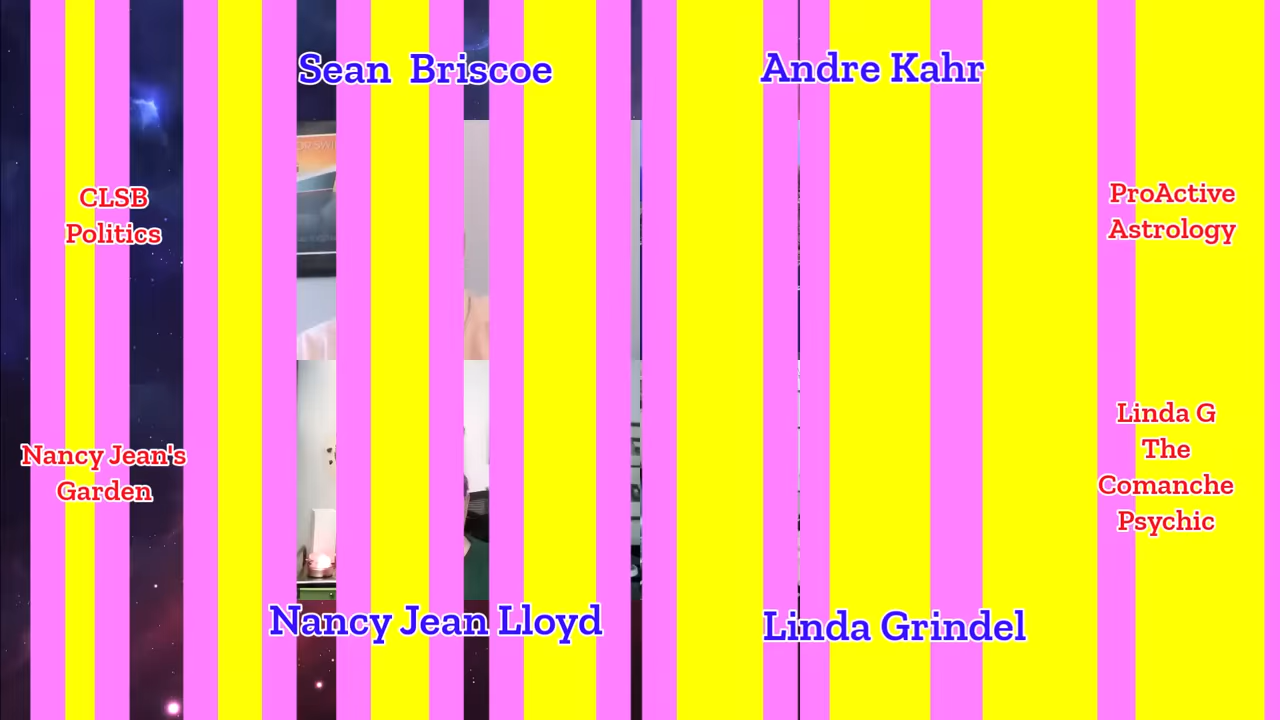 Sean Briscoe
Andre Kahr
CLSB
Politics
ProActive
Astrology
Nancy Jean's
Garden
Linda G
The
Comanche
Psychic
Nancy Jean Lloyd
Linda Grindel